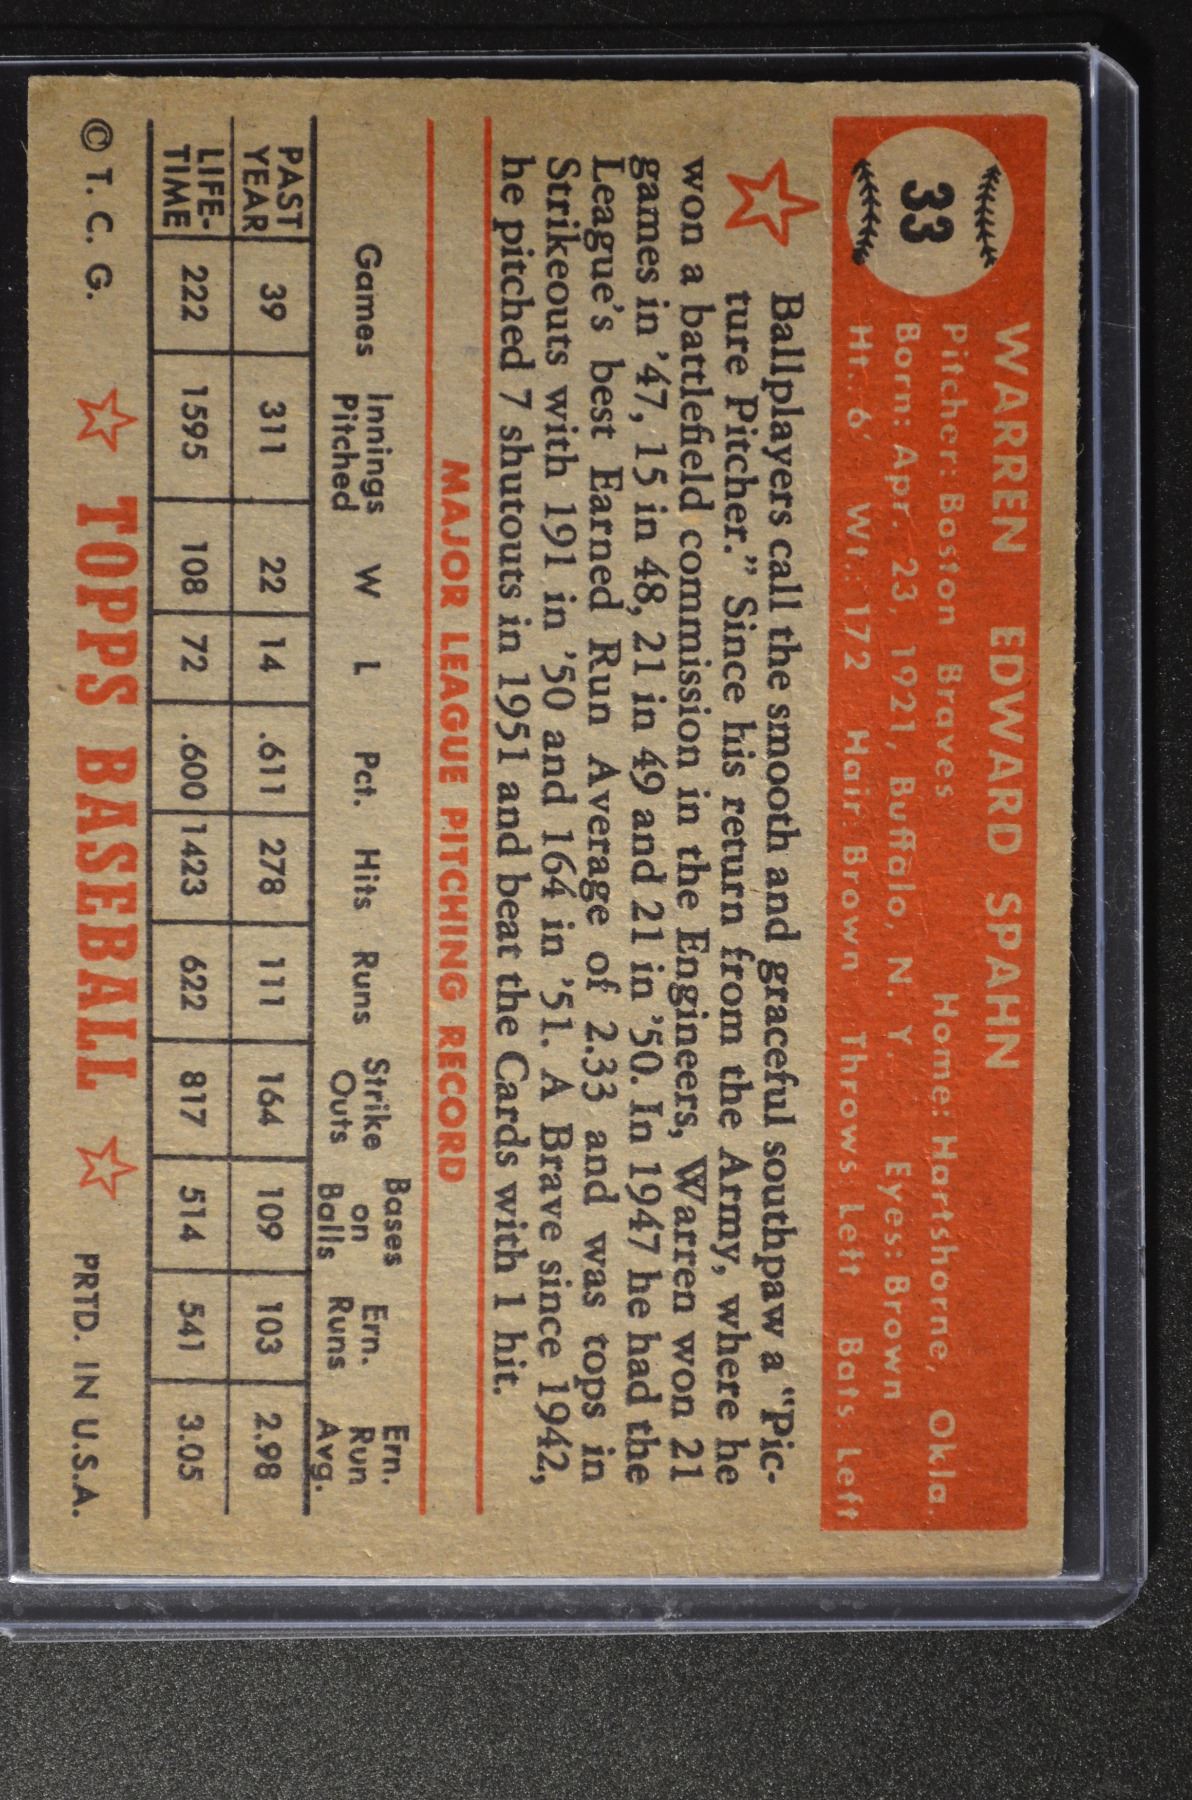 33
WARREN EDWARD SPAHN
Pitcher: Boston Braves Home: Hartshorne, Okla.
Born: Apr. 23, 1921, Buffalo, N. Y. Eyes: Brown
Ht.: 6' Wt.: 172 Hair: Brown Throws: Left Bats: Left
Ballplayers call the smooth and graceful southpaw a "Pic-
ture Pitcher." Since his return from the Army, where he
won a battlefield commission in the Engineers, Warren won 21
games in '47, 15 in 48, 21 in 49 and 21 in '50. In 1947 he had the
League's best Earned Run Average of 2.33 and was tops in
Strikeouts with 191 in '50 and 164 in '51. A Brave since 1942,
he pitched 7 shutouts in 1951 and beat the Cards with 1 hit.
MAJOR LEAGUE PITCHING RECORD
Games Innings Pitched W L Pct. Hits Runs Strike Outs Bases on Balls Ern. Runs Ern. Run Avg.
PAST YEAR 39 311 22 14 .611 278 111 164 109 103 2.98
LIFE-TIME 222 1595 108 72 .600 1423 622 817 514 541 3.05
© T. C. G. TOPPS BASEBALL PRTD. IN U.S.A.